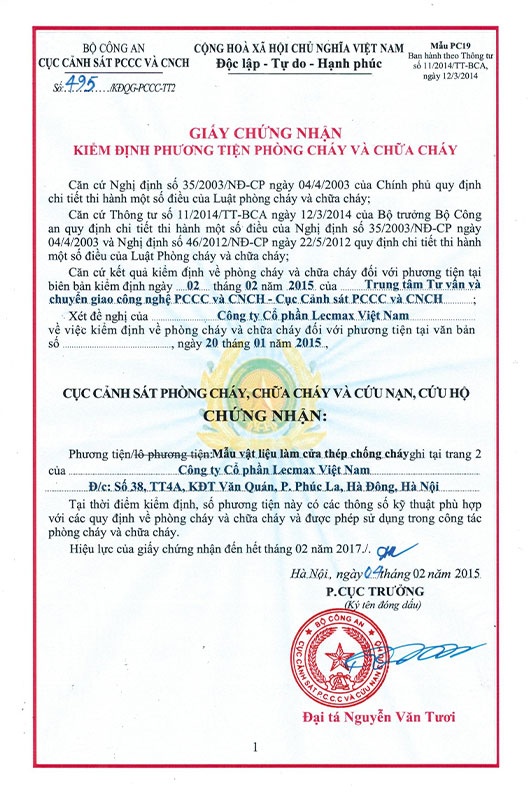 BỘ CÔNG AN
CỤC CẢNH SÁT PCCC VÀ CNCH
Số: 495 /KĐQG-PCCC-TT2
CỘNG HOÀ XÃ HỘI CHỦ NGHĨA VIỆT NAM
Độc lập - Tự do - Hạnh phúc
Mẫu PC19
Ban hành theo Thông tư
số 11/2014/TT-BCA,
ngày 12/3/2014
GIẤY CHỨNG NHẬN
KIỂM ĐỊNH PHƯƠNG TIỆN PHÒNG CHÁY VÀ CHỮA CHÁY
Căn cứ Nghị định số 35/2003/NĐ-CP ngày 04/4/2003 của Chính phủ quy định
chi tiết thi hành một số điều của Luật phòng cháy và chữa cháy;
Căn cứ Thông tư số 11/2014/TT-BCA ngày 12/3/2014 của Bộ trưởng Bộ Công
an quy định chi tiết thi hành một số điều của Nghị định số 35/2003/NĐ-CP ngày
04/4/2003 và Nghị định số 46/2012/NĐ-CP ngày 22/5/2012 quy định chi tiết thi hành
một số điều của Luật Phòng cháy và chữa cháy;
Căn cứ kết quả kiểm định về phòng cháy và chữa cháy đối với phương tiện tại
biên bản kiểm định ngày 02 tháng 02 năm 2015 của Trung tâm Tư vấn và
chuyển giao công nghệ PCCC và CNCH - Cục Cảnh sát PCCC và CNCH ;
Xét đề nghị của Công ty Cổ phần Lecmax Việt Nam
về việc kiểm định về phòng cháy và chữa cháy đối với phương tiện tại văn bản
số , ngày 20 tháng 01 năm 2015 ,
CỤC CẢNH SÁT PHÒNG CHÁY, CHỮA CHÁY VÀ CỨU NẠN, CỨU HỘ
CHỨNG NHẬN:
Phương tiện/lô phương tiện: Mẫu vật liệu làm cửa thép chống cháy ghi tại trang 2
của Công ty Cổ phần Lecmax Việt Nam
Đ/c: Số 38, TT4A, KĐT Văn Quán, P. Phúc La, Hà Đông, Hà Nội
Tại thời điểm kiểm định, số phương tiện này có các thông số kỹ thuật phù hợp
với các quy định về phòng cháy và chữa cháy và được phép sử dụng trong công tác
phòng cháy và chữa cháy.
Hiệu lực của giấy chứng nhận đến hết tháng 02 năm 2017./.
Hà Nội, ngày 04 tháng 02 năm 2015
P.CỤC TRƯỞNG
(Ký tên đóng dấu)
BỘ CÔNG AN
CỤC CẢNH SÁT P.C.C.C VÀ CỨU NẠN CỨU HỘ
Đại tá Nguyễn Văn Tươi
1